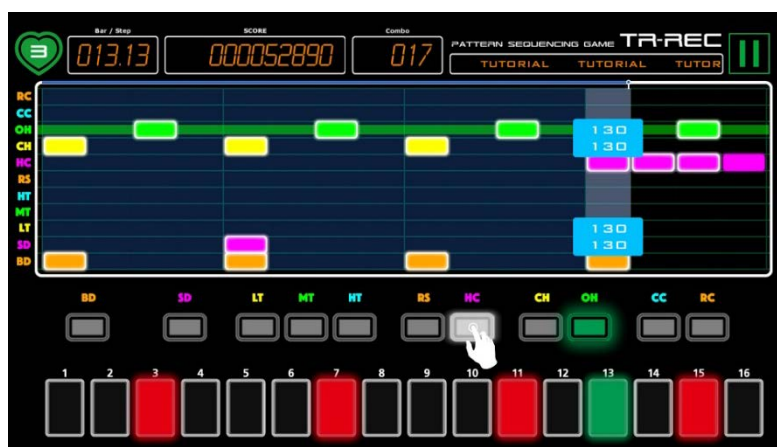 Bar / Step SCORE Combo
3 013.13 000052890 017 PATTERN SEQUENCING GAME TR-REC
TUTORIAL TUTORIAL TUTOR
RC
CC
OH 130
CH 130
HC
RS
HT
MT
LT 130
SD 130
BD
BD SD LT MT HT RS HC CH OH CC RC
1 2 3 4 5 6 7 8 9 10 11 12 13 14 15 16